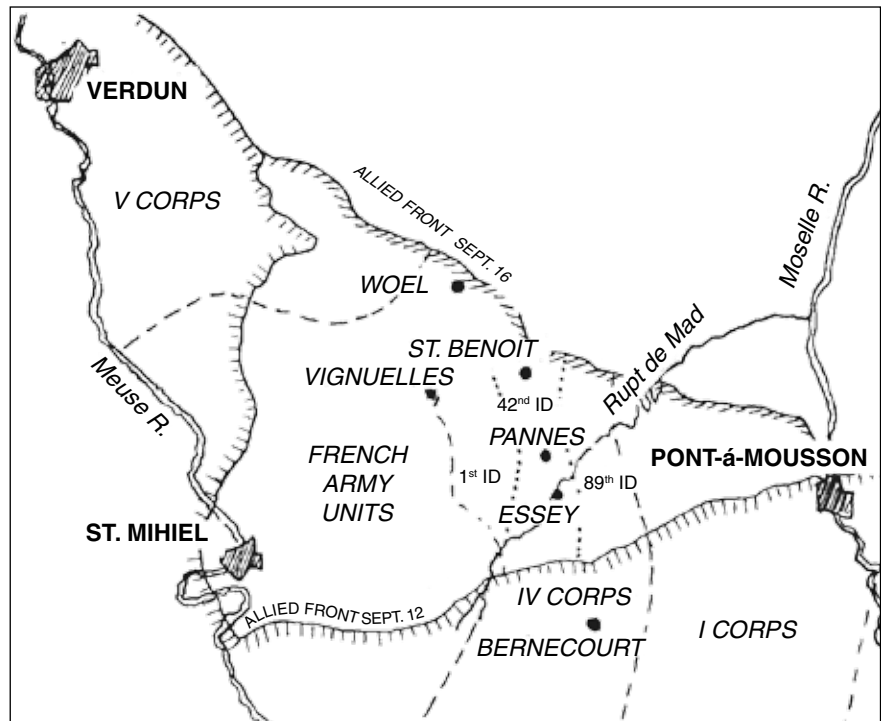 VERDUN
V CORPS
ALLIED FRONT SEPT. 16
Moselle R.
WOEL
Meuse R.
ST. BENOIT
Rupt de Mad
VIGNUELLES
42nd ID
PANNES
FRENCH
ARMY
UNITS
1st ID
89th ID
PONT-á-MOUSSON
ESSEY
ST. MIHIEL
ALLIED FRONT SEPT. 12
IV CORPS
BERNECOURT
I CORPS